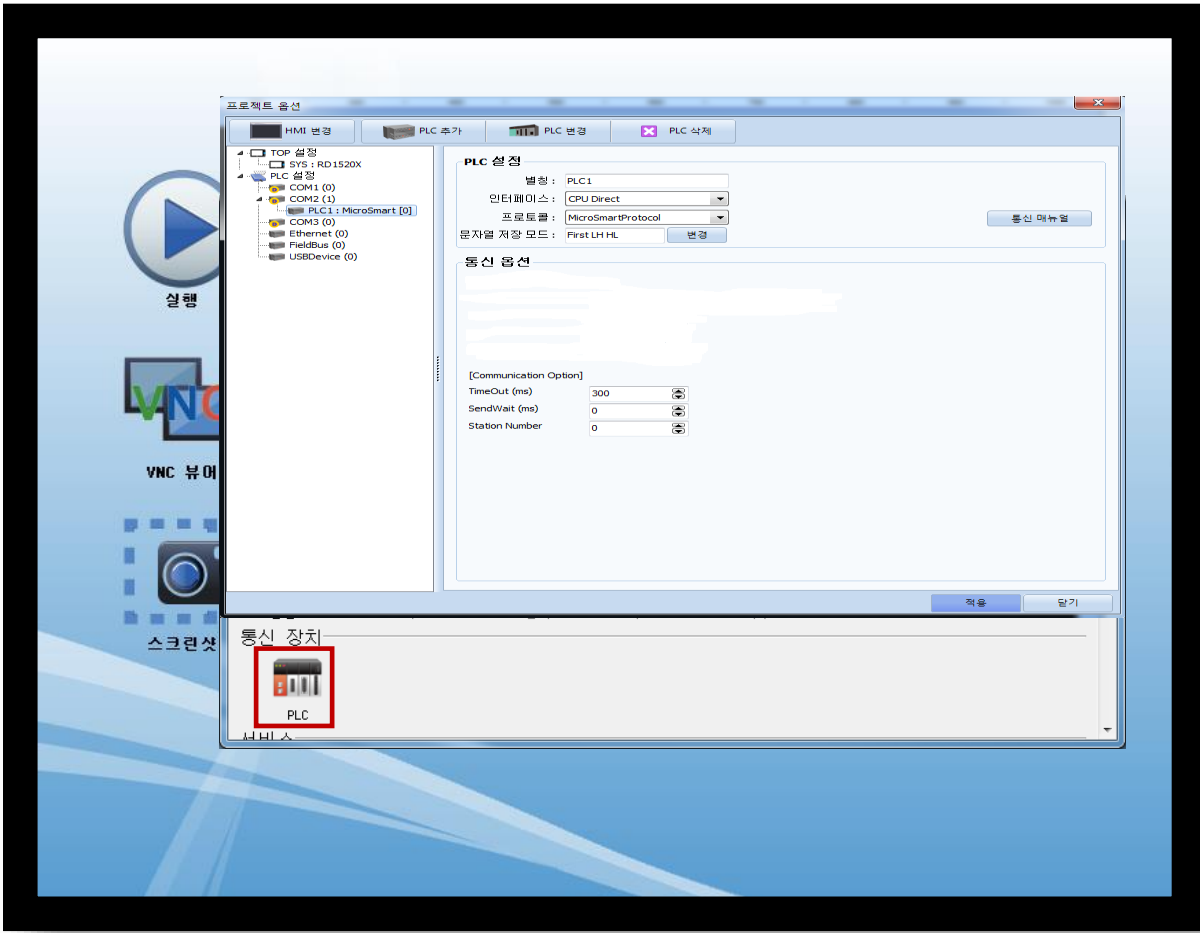 프로젝트 옵션
HMI 변경
PLC 추가
PLC 변경
PLC 삭제
TOP 설정
SYS : RD1520X
PLC 설정
COM1 (0)
COM2 (1)
PLC1 : MicroSmart [0]
COM3 (0)
Ethernet (0)
FieldBus (0)
USBDevice (0)
PLC 설정
별칭 : PLC1
인터페이스 : CPU Direct
프로토콜 : MicroSmartProtocol
통신 매뉴얼
문자열 저장 모드 : First LH HL 변경
통신 옵션
[Communication Option]
TimeOut (ms) 300
SendWait (ms) 0
Station Number 0
적용
닫기
실행
VNC
VNC 뷰어
스크린샷
통신 장치
PLC
서비스